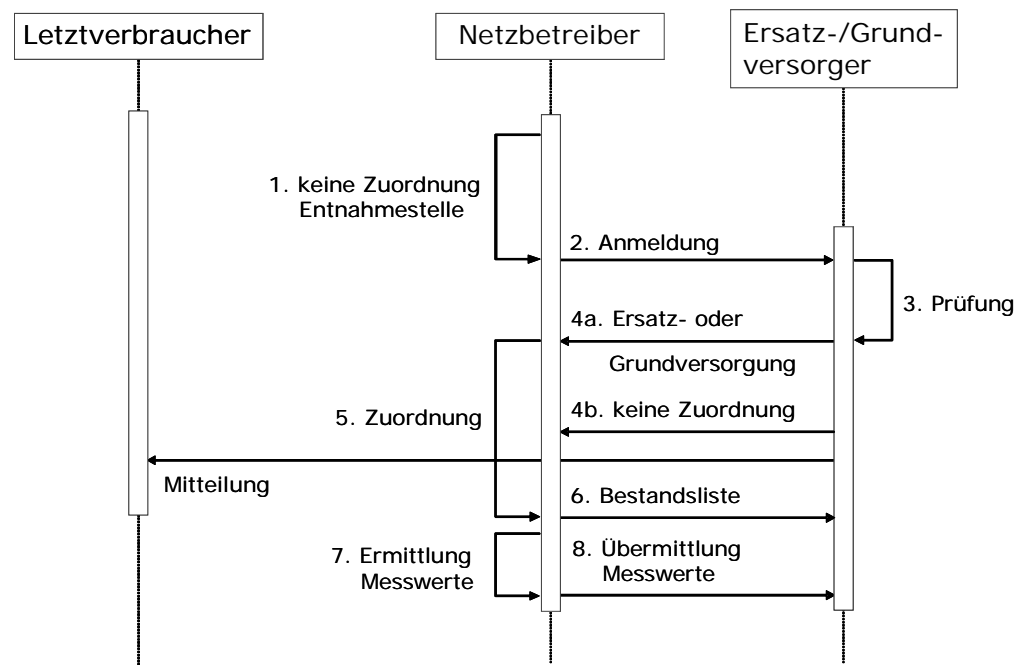 Letztverbraucher
Netzbetreiber
Ersatz-/Grund-
versorger
1. keine Zuordnung
Entnahmestelle
2. Anmeldung
3. Prüfung
4a. Ersatz- oder
Grundversorgung
5. Zuordnung
4b. keine Zuordnung
Mitteilung
6. Bestandsliste
7. Ermittlung
Messwerte
8. Übermittlung
Messwerte